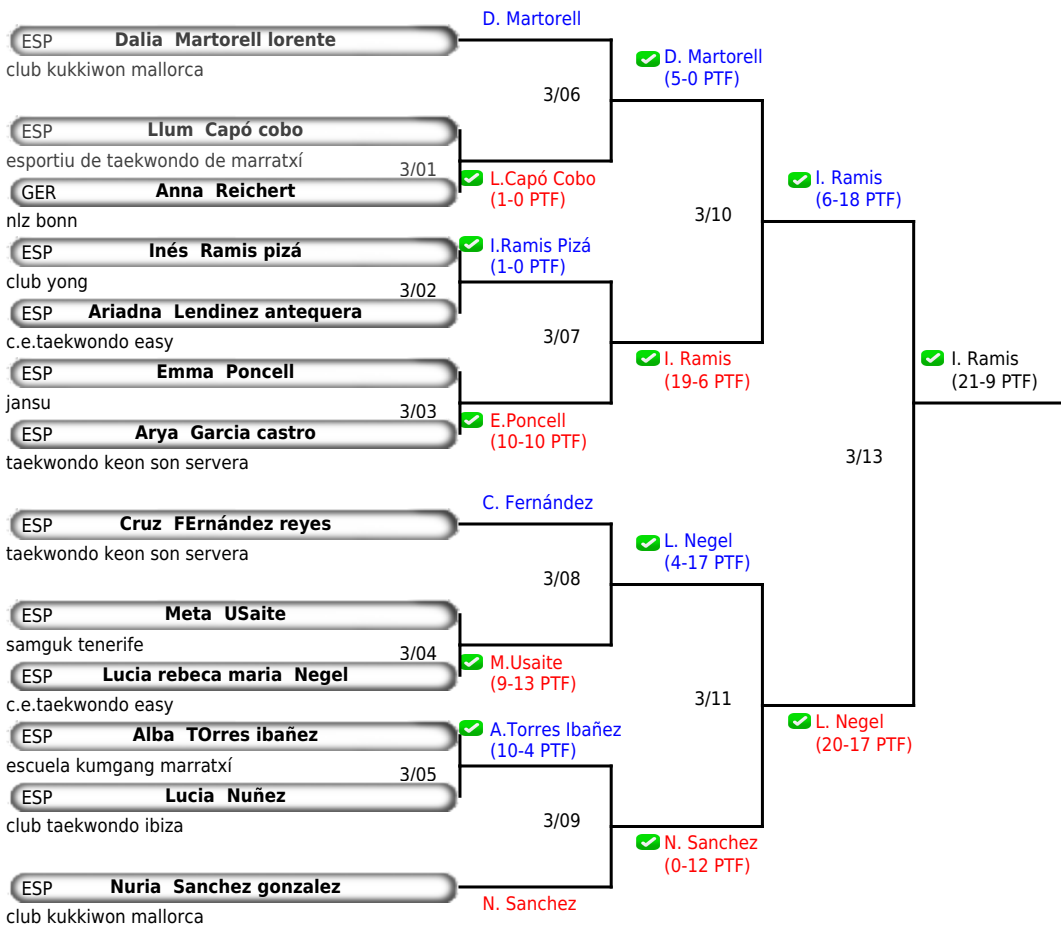 D. Martorell
ESP Dalia Martorell lorente
club kukkiwon mallorca
D. Martorell
(5-0 PTF)
3/06
ESP Llum Capó cobo
esportiu de taekwondo de marratxí
3/01
GER Anna Reichert
nlz bonn
L.Capó Cobo
(1-0 PTF)
I. Ramis
(6-18 PTF)
3/10
ESP Inés Ramis pizá
club yong
I.Ramis Pizá
(1-0 PTF)
3/02
ESP Ariadna Lendinez antequera
c.e.taekwondo easy
3/07
ESP Emma Poncell
jansu
I. Ramis
(19-6 PTF)
I. Ramis
(21-9 PTF)
3/03
ESP Arya Garcia castro
taekwondo keon son servera
E.Poncell
(10-10 PTF)
3/13
C. Fernández
ESP Cruz FErnández reyes
taekwondo keon son servera
L. Negel
(4-17 PTF)
3/08
ESP Meta USaite
samguk tenerife
3/04
ESP Lucia rebeca maria Negel
c.e.taekwondo easy
M.Usaite
(9-13 PTF)
3/11
ESP Alba TOrres ibañez
escuela kumgang marratxí
A.Torres Ibañez
(10-4 PTF)
L. Negel
(20-17 PTF)
3/05
ESP Lucia Nuñez
club taekwondo ibiza
3/09
N. Sanchez
(0-12 PTF)
ESP Nuria Sanchez gonzalez
club kukkiwon mallorca
N. Sanchez